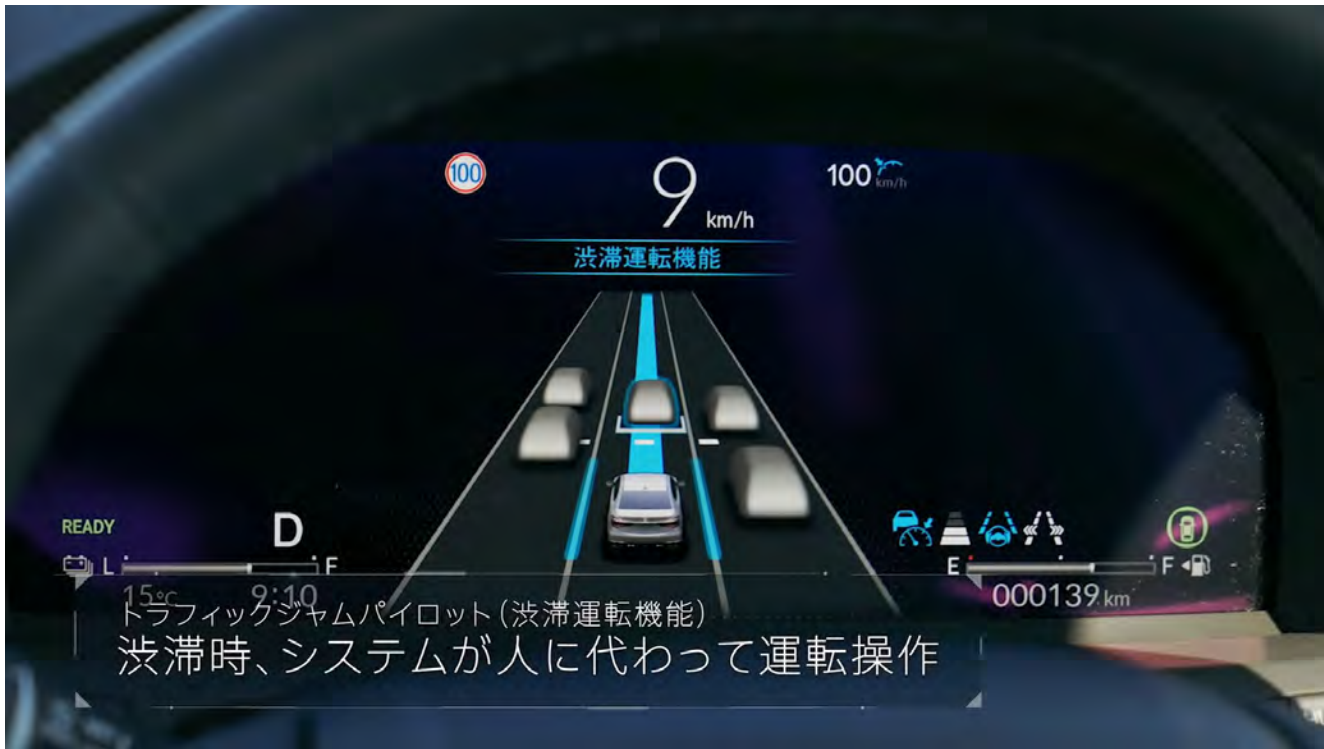 100
9 km/h
100 km/h
渋滞運転機能
READY
D
L F
E F
15℃ 9:10
000139 km
トラフィックジャムパイロット(渋滞運転機能)
渋滞時、システムが人に代わって運転操作